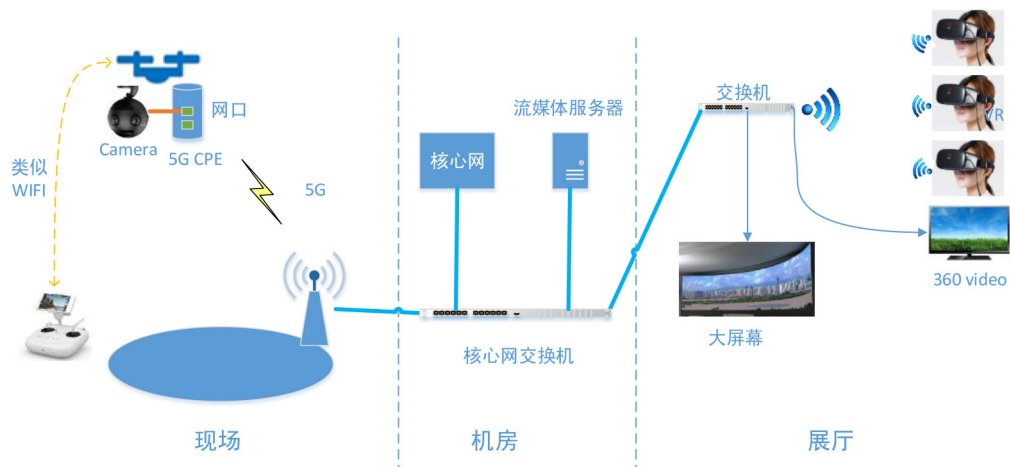 网口
Camera
5G CPE
类似
WIFI
5G
核心网
流媒体服务器
核心网交换机
交换机
VR
大屏幕
360 video
现场
机房
展厅